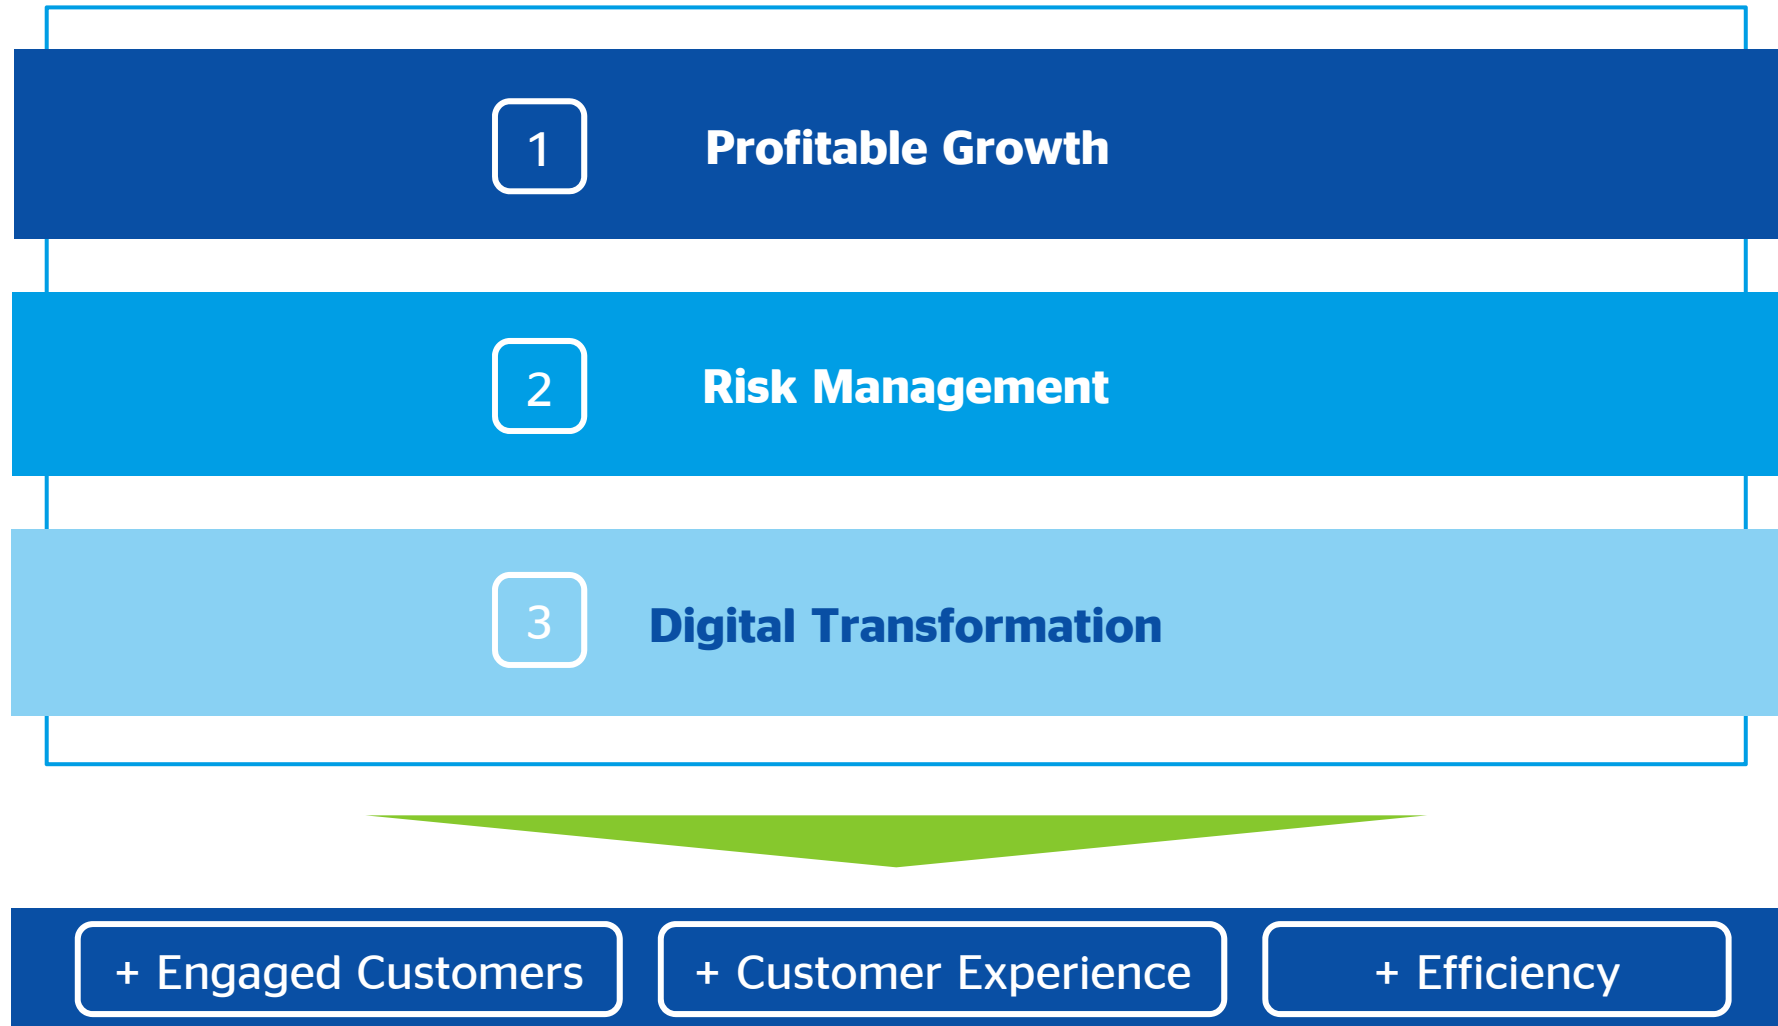 1 Profitable Growth
2 Risk Management
3 Digital Transformation
+ Engaged Customers + Customer Experience + Efficiency